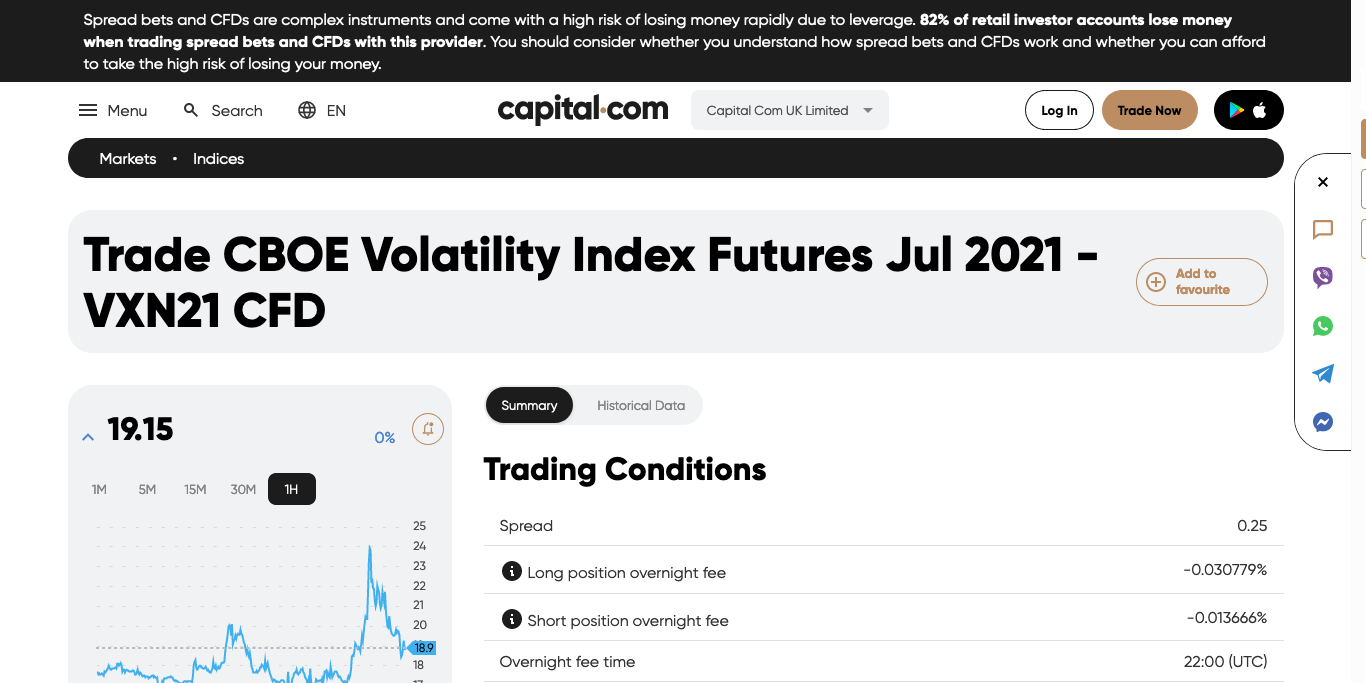 Spread bets and CFDs are complex instruments and come with a high risk of losing money rapidly due to leverage. 82% of retail investor accounts lose money
when trading spread bets and CFDs with this provider. You should consider whether you understand how spread bets and CFDs work and whether you can afford
to take the high risk of losing your money.
Menu
Search
EN
capital.com
Capital Com UK Limited
Log In
Trade Now
Markets • Indices
Trade CBOE Volatility Index Futures Jul 2021 -
VXN21 CFD
Add to
favourite
19.15
0%
1M 5M 15M 30M 1H
25
24
23
22
21
20
18.9
18
Summary
Historical Data
Trading Conditions
Spread 0.25
Long position overnight fee -0.030779%
Short position overnight fee -0.013666%
Overnight fee time 22:00 (UTC)